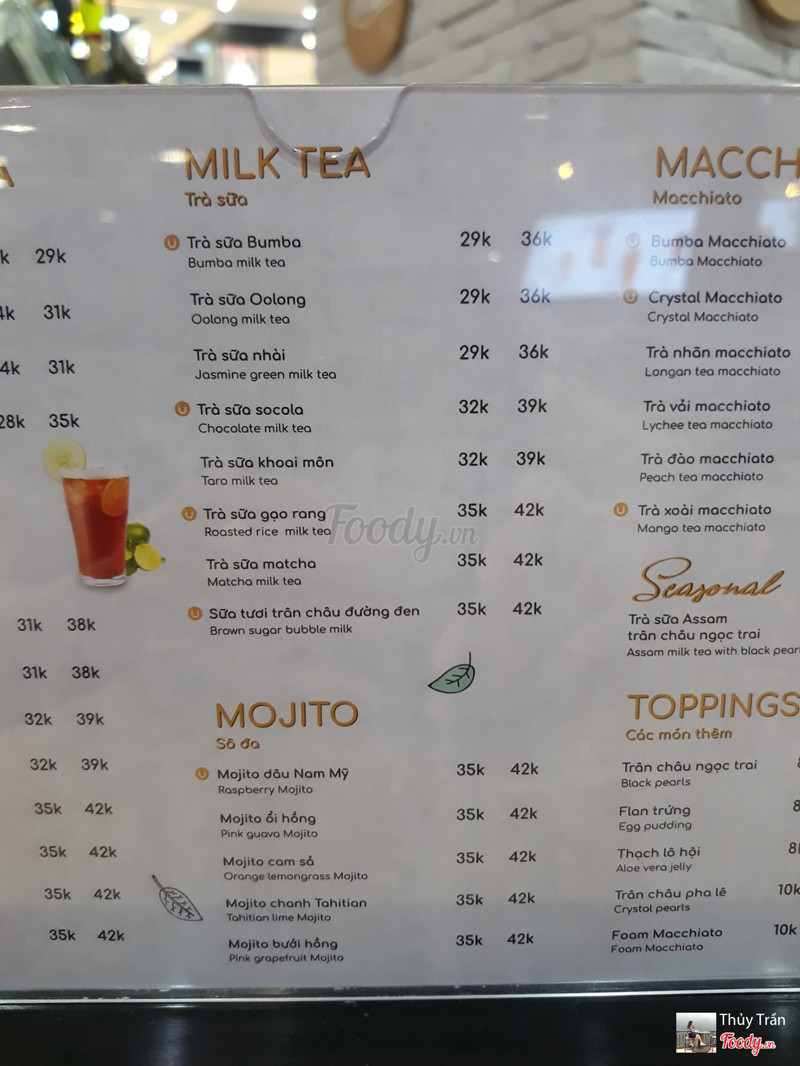 MILK TEA
Trà sữa
Trà sữa Bumba 29k 36k
Bumba milk tea
Trà sữa Oolong 29k 36k
Oolong milk tea
Trà sữa nhài 29k 36k
Jasmine green milk tea
Trà sữa socola 32k 39k
Chocolate milk tea
Trà sữa khoai môn 32k 39k
Taro milk tea
Trà sữa gạo rang 35k 42k
Roasted rice milk tea
Trà sữa matcha 35k 42k
Matcha milk tea
Sữa tươi trân châu đường đen 35k 42k
Brown sugar bubble milk
MOJITO
Sô đa
Mojito dâu Nam Mỹ 35k 42k
Raspberry Mojito
Mojito ổi hồng 35k 42k
Pink guava Mojito
Mojito cam sả 35k 42k
Orange lemongrass Mojito
Mojito chanh Tahitian 35k 42k
Tahitian lime Mojito
Mojito bưởi hồng 35k 42k
Pink grapefruit Mojito
29k
31k
31k
28k 35k
31k 38k
31k 38k
32k 39k
32k 39k
35k 42k
35k 42k
35k 42k
35k 42k
MACCH
Macchiato
Bumba Macchiato
Bumba Macchiato
Crystal Macchiato
Crystal Macchiato
Trà nhãn macchiato
Longan tea macchiato
Trà vải macchiato
Lychee tea macchiato
Trà đào macchiato
Peach tea macchiato
Trà xoài macchiato
Mango tea macchiato
Seasonal
Trà sữa Assam
trân châu ngọc trai
Assam milk tea with black pearl
TOPPINGS
Các món thêm
Trân châu ngọc trai
Black pearls
Flan trứng
Egg pudding
Thạch lô hội 8k
Aloe vera jelly
Trân châu pha lê 10k
Crystal pearls
Foam Macchiato 10k
Foam Macchiato
Foody.vn
Thủy Trần
Foody.vn